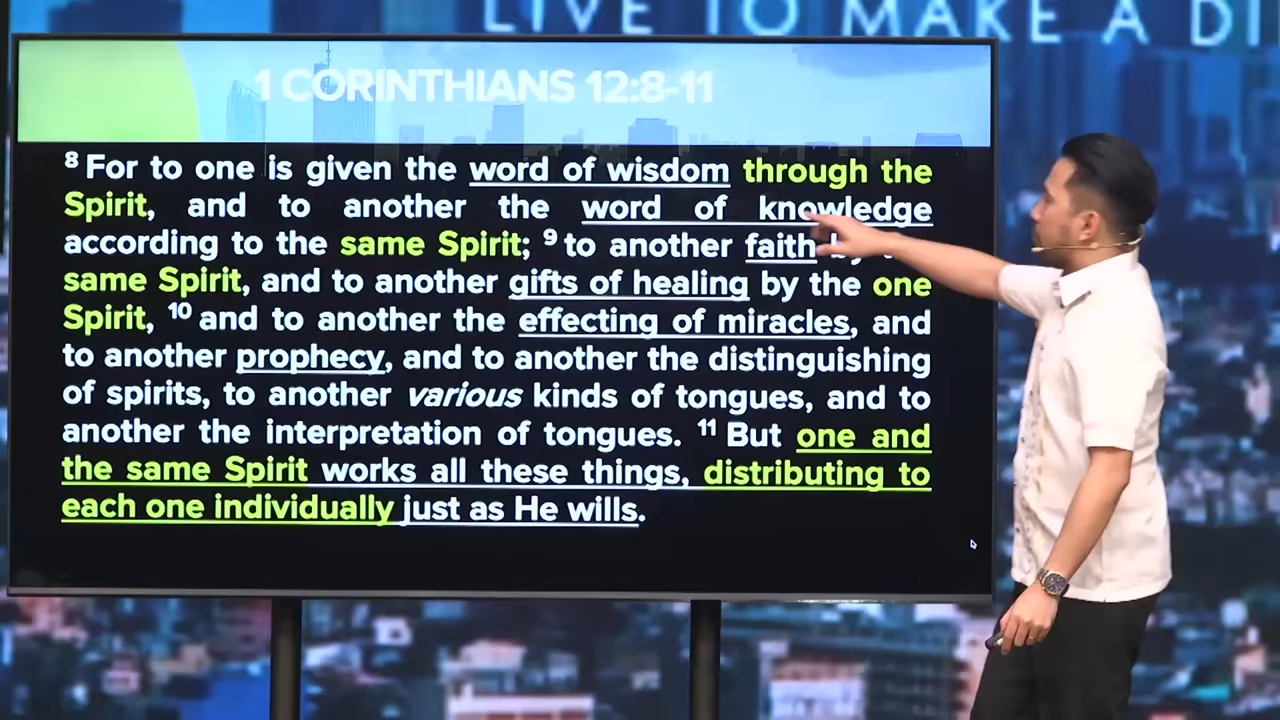 LIVE TO MAKE A DI
1 CORINTHIANS 12:8-11
8 For to one is given the word of wisdom through the
Spirit, and to another the word of knowledge
according to the same Spirit; 9 to another faith by
same Spirit, and to another gifts of healing by the one
Spirit, 10 and to another the effecting of miracles, and
to another prophecy, and to another the distinguishing
of spirits, to another various kinds of tongues, and to
another the interpretation of tongues. 11 But one and
the same Spirit works all these things, distributing to
each one individually just as He wills.